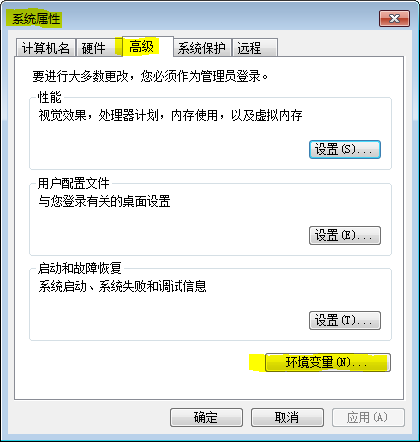 系统属性
计算机名 硬件 高级 系统保护 远程
要进行大多数更改，您必须作为管理员登录。
性能
视觉效果，处理器计划，内存使用，以及虚拟内存
设置(S)...
用户配置文件
与您登录有关的桌面设置
设置(E)...
启动和故障恢复
系统启动、系统失败和调试信息
设置(T)...
环境变量(N)...
确定 取消 应用(A)